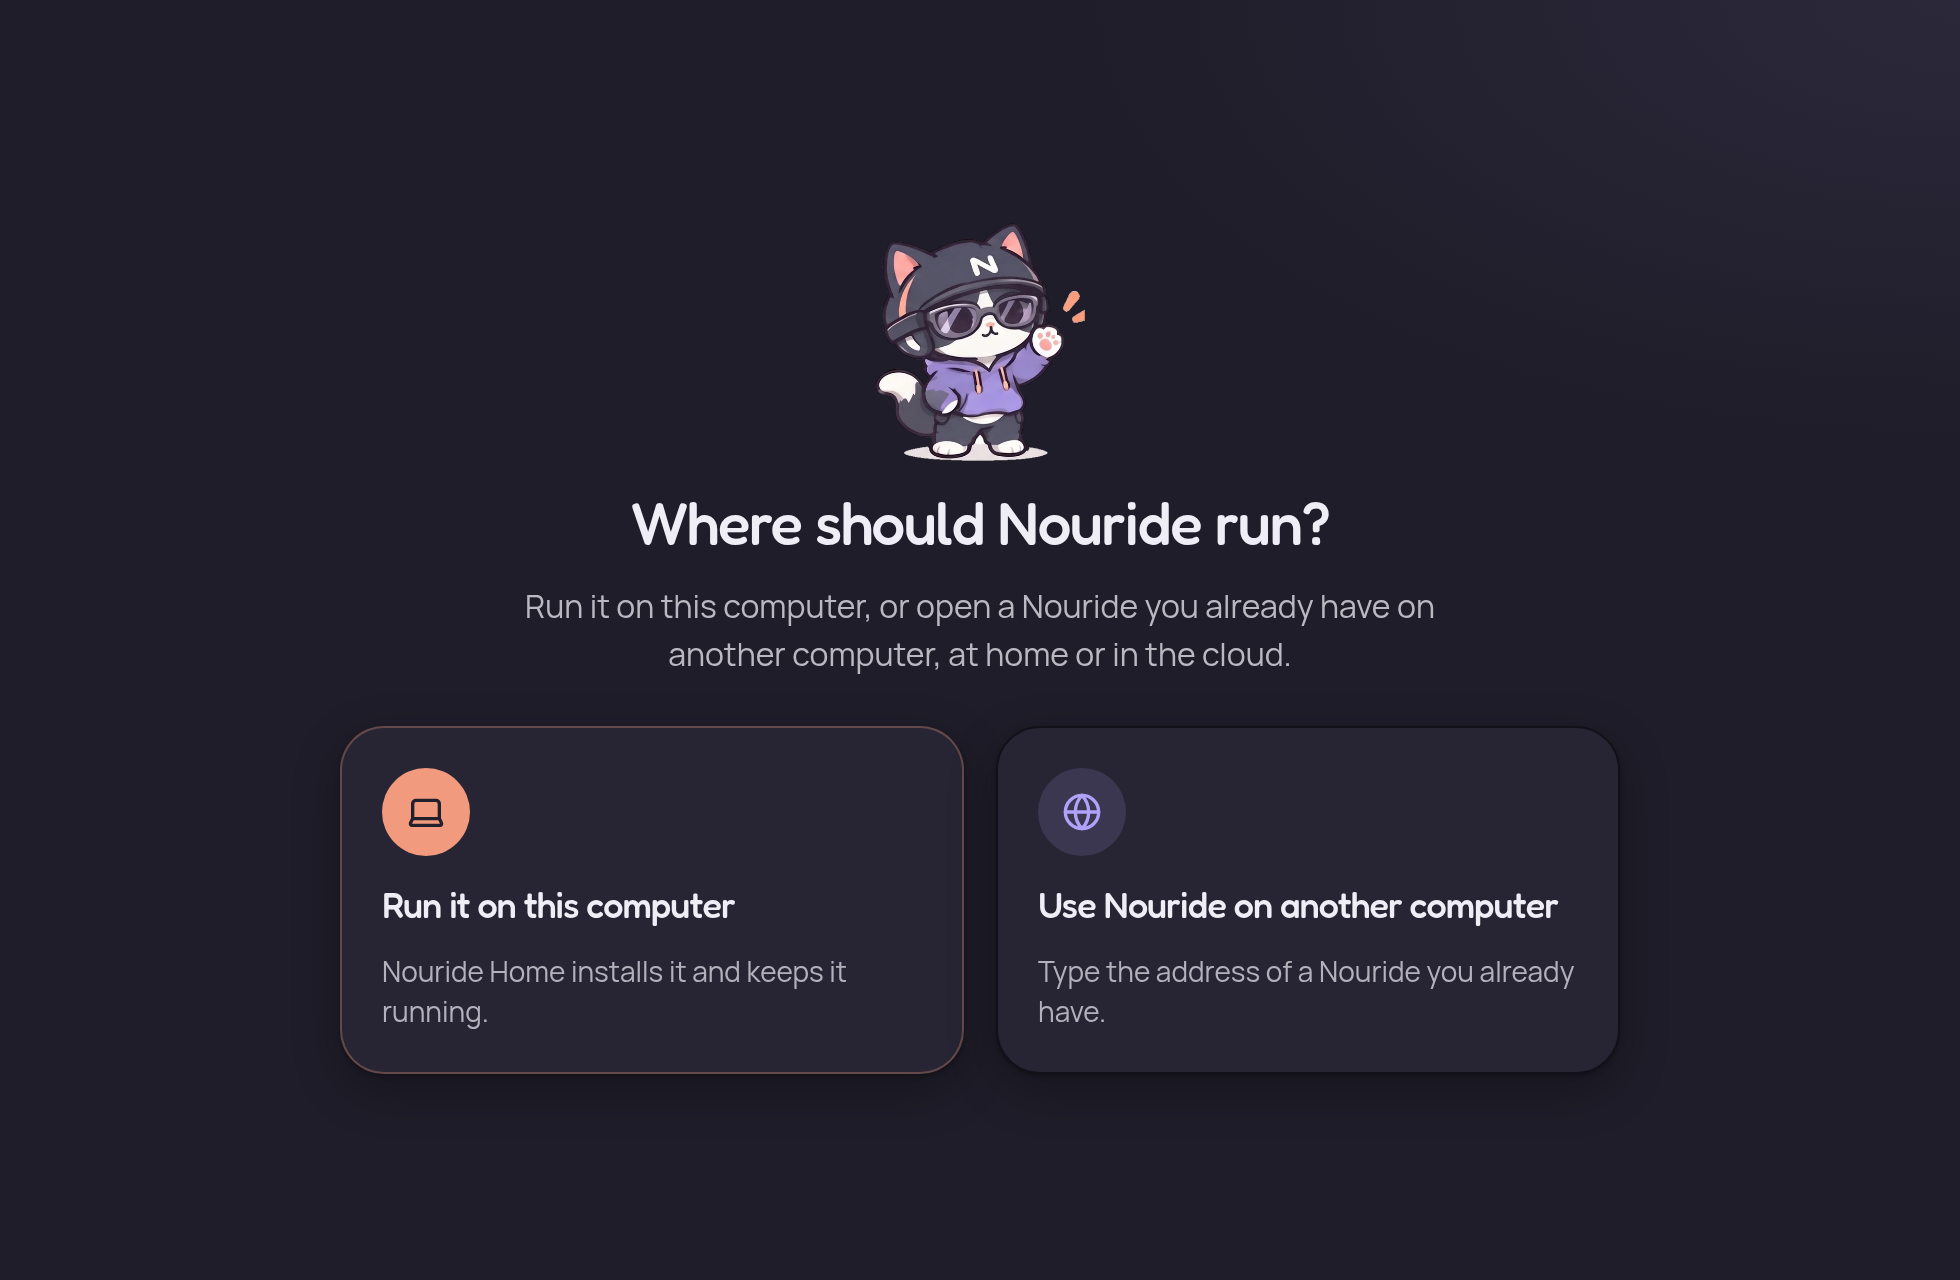 N
Where should Nouride run?
Run it on this computer, or open a Nouride you already have on
another computer, at home or in the cloud.
Run it on this computer
Nouride Home installs it and keeps it
running.
Use Nouride on another computer
Type the address of a Nouride you already
have.